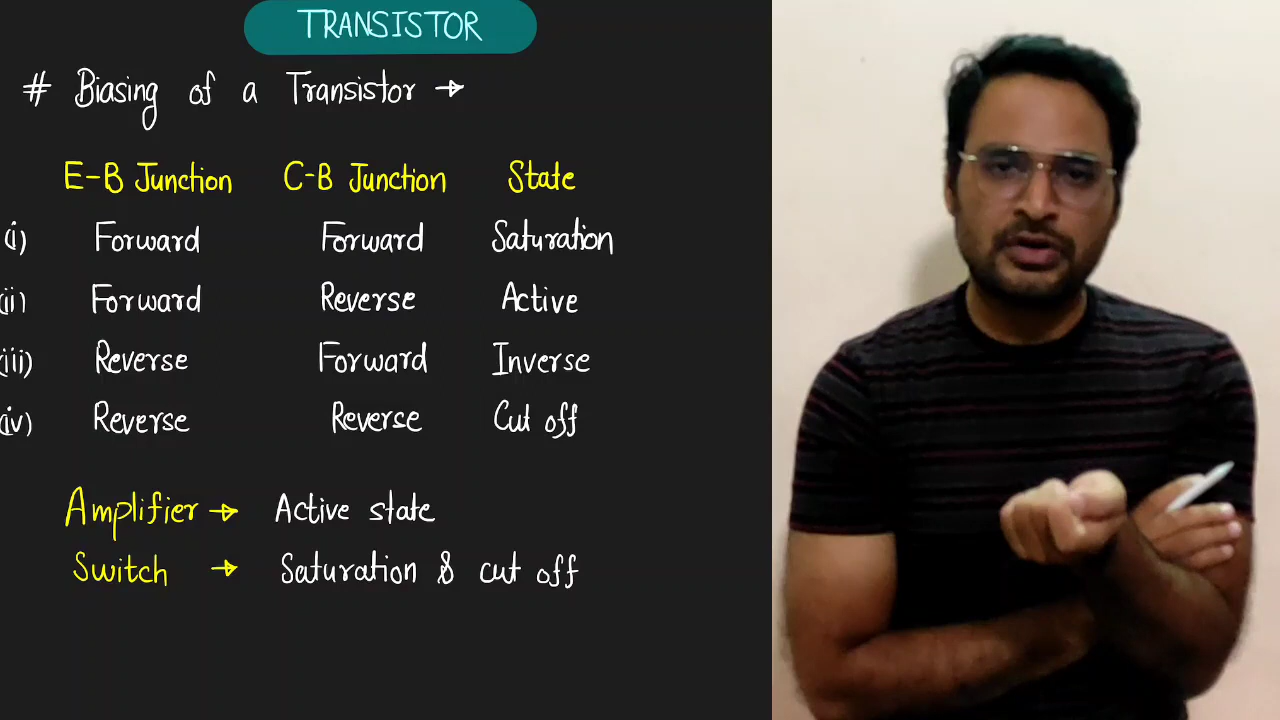 TRANSISTOR
# Biasing of a Transistor →
E-B Junction C-B Junction State
(i) Forward Forward Saturation
(ii) Forward Reverse Active
(iii) Reverse Forward Inverse
(iv) Reverse Reverse Cut off
Amplifier → Active state
Switch → Saturation & cut off